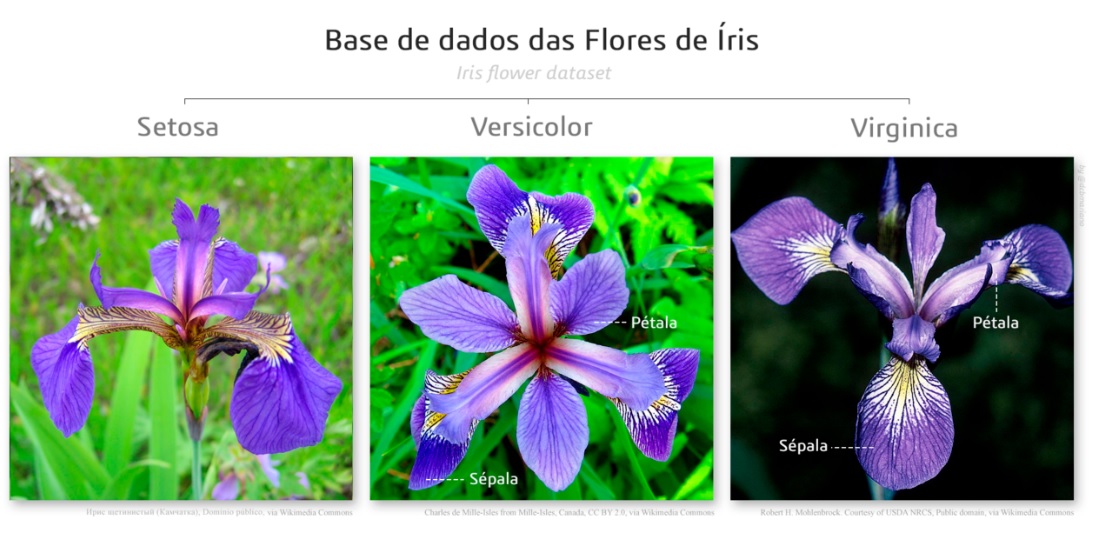 Base de dados das Flores de Íris
Iris flower dataset
Setosa
Versicolor
Virginica
Pétala
Sépala
Pétala
Sépala
Ирис щетинистый (Камчатка), Domínio público, via Wikimedia Commons
Charles de Mille-Isles from Mille-Isles, Canada, CC BY 2.0, via Wikimedia Commons
Robert H. Mohlenbrock. Courtesy of USDA NRCS, Public domain, via Wikimedia Commons